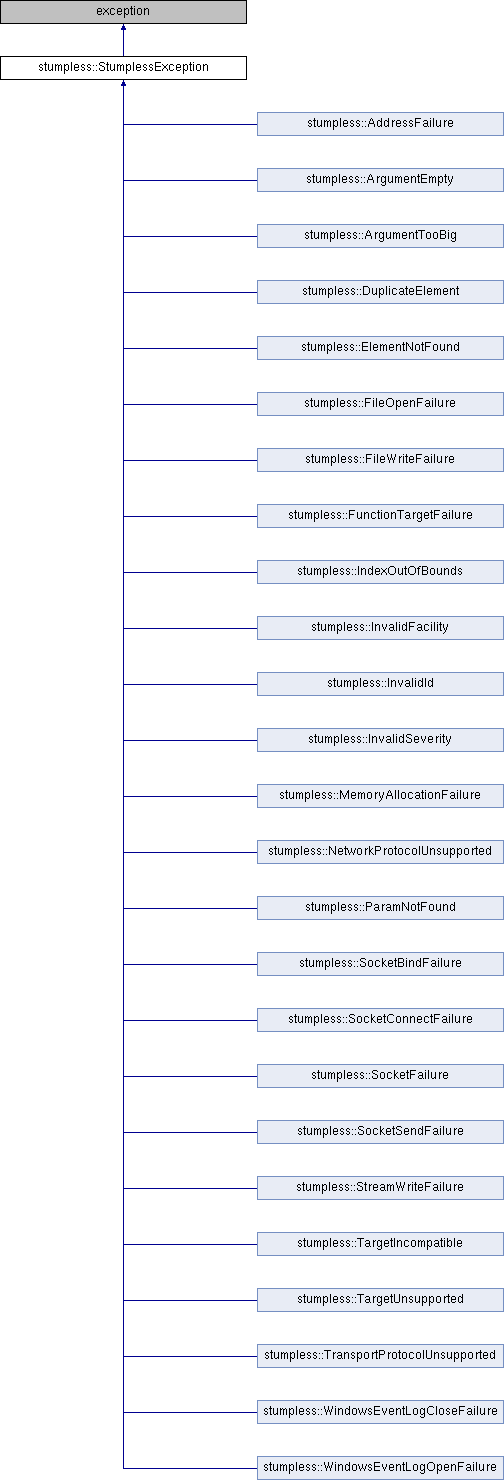 exception
stumpless::StumplessException
stumpless::AddressFailure
stumpless::ArgumentEmpty
stumpless::ArgumentTooBig
stumpless::DuplicateElement
stumpless::ElementNotFound
stumpless::FileOpenFailure
stumpless::FileWriteFailure
stumpless::FunctionTargetFailure
stumpless::IndexOutOfBounds
stumpless::InvalidFacility
stumpless::InvalidId
stumpless::InvalidSeverity
stumpless::MemoryAllocationFailure
stumpless::NetworkProtocolUnsupported
stumpless::ParamNotFound
stumpless::SocketBindFailure
stumpless::SocketConnectFailure
stumpless::SocketFailure
stumpless::SocketSendFailure
stumpless::StreamWriteFailure
stumpless::TargetIncompatible
stumpless::TargetUnsupported
stumpless::TransportProtocolUnsupported
stumpless::WindowsEventLogCloseFailure
stumpless::WindowsEventLogOpenFailure